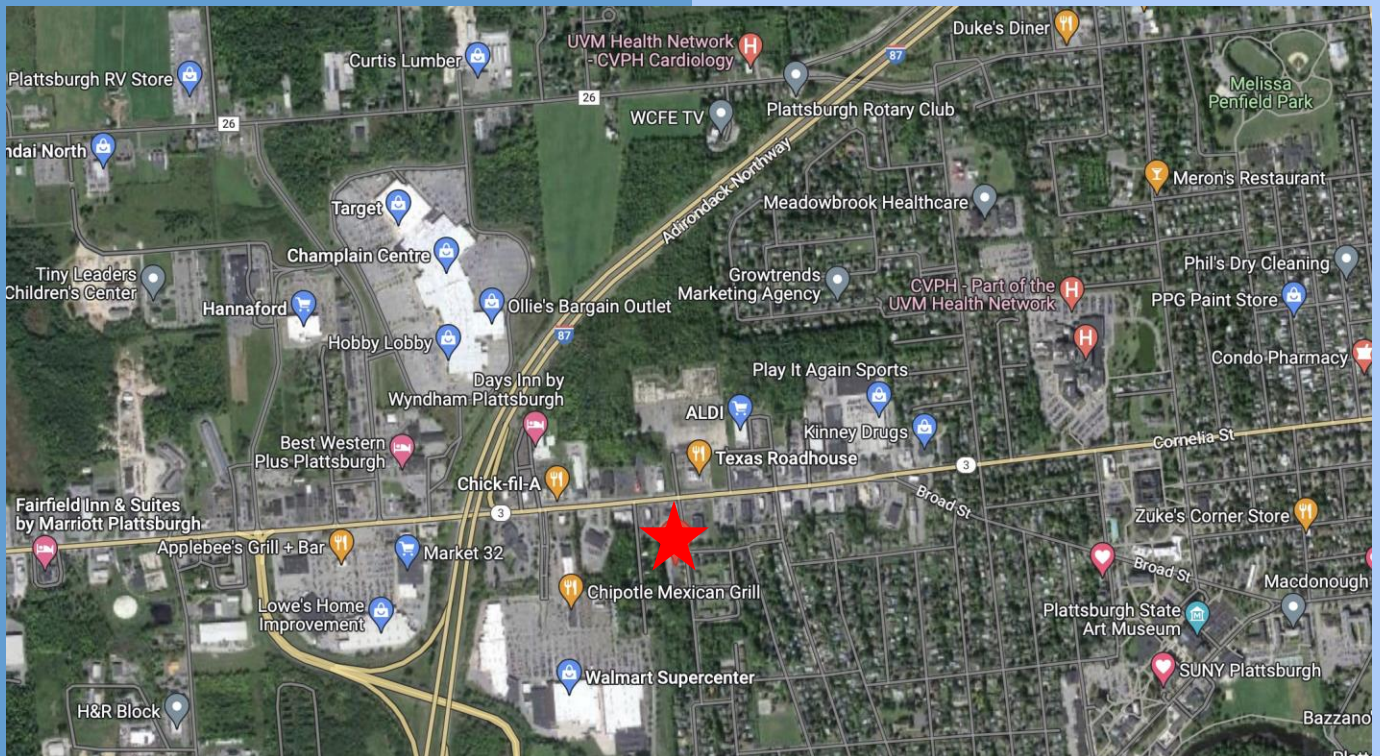 Duke's Diner
UVM Health Network
- CVPH Cardiology
Curtis Lumber
87
Plattsburgh RV Store
Melissa
Penfield Park
26
Plattsburgh Rotary Club
WCFE TV
26
ndai North
Adirondack Northway
Meron's Restaurant
Target
Meadowbrook Healthcare
Champlain Centre
Tiny Leaders
Children's Center
Growtrends
Marketing Agency
CVPH - Part of the
UVM Health Network
Phil's Dry Cleaning
PPG Paint Store
Hannaford
Ollie's Bargain Outlet
87
Hobby Lobby
Condo Pharmacy
Play It Again Sports
Days Inn by
Wyndham Plattsburgh
ALDI
Kinney Drugs
Cornelia St
Best Western
Plus Plattsburgh
Texas Roadhouse
3
Chick-fil-A
Broad St
3
Fairfield Inn & Suites
by Marriott Plattsburgh
Zuke's Corner Store
Applebee's Grill + Bar
Market 32
Broad St
Macdonough
Chipotle Mexican Grill
Lowe's Home
Improvement
Plattsburgh State
Art Museum
SUNY Plattsburgh
Walmart Supercenter
H&R Block
Bazzano
H
H
H